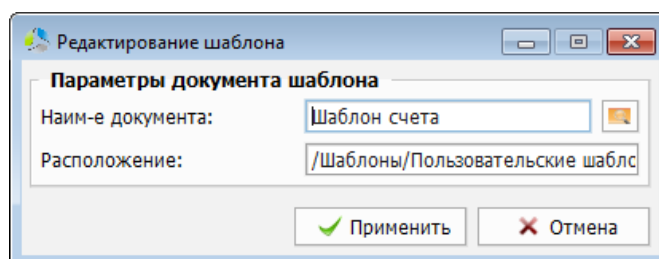 Редактирование шаблона
Параметры документа шаблона
Наим-е документа: Шаблон счета
Расположение: /Шаблоны/Пользовательские шабло
Применить Отмена